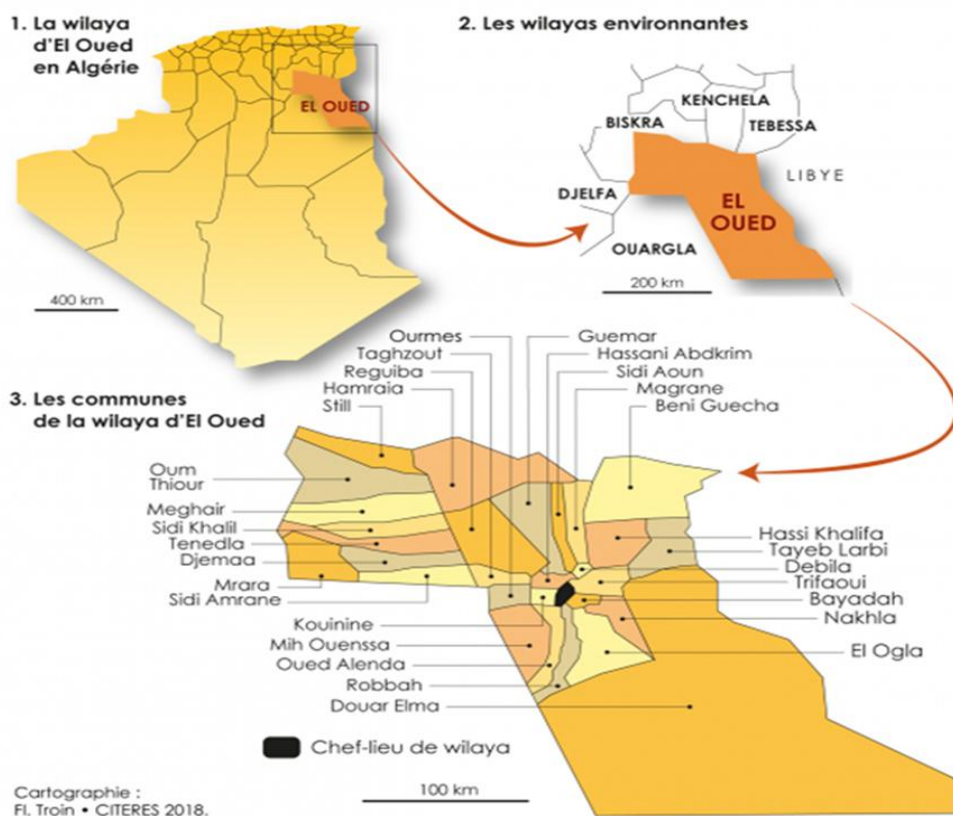 1. La wilaya
d'El Oued
en Algérie
EL OUED
400 km
2. Les wilayas environnantes
KENCHELA
BISKRA
TEBESSA
LIBYE
DJELFA
EL
OUED
OUARGLA
200 km
3. Les communes
de la wilaya d'El Oued
Ourmes
Taghzout
Reguiba
Hamraia
Still
Guemar
Hassani Abdkrim
Sidi Aoun
Magrane
Beni Guecha
Oum
Thiour
Meghair
Sidi Khalil
Tenedla
Djemaa
Mrara
Sidi Amrane
Hassi Khalifa
Tayeb Larbi
Debila
Trifaoui
Bayadah
Nakhla
El Ogla
Kouinine
Mih Ouenssa
Oued Alenda
Robbah
Douar Elma
Chef-lieu de wilaya
100 km
Cartographie :
Fl. Troin • CITERES 2018.